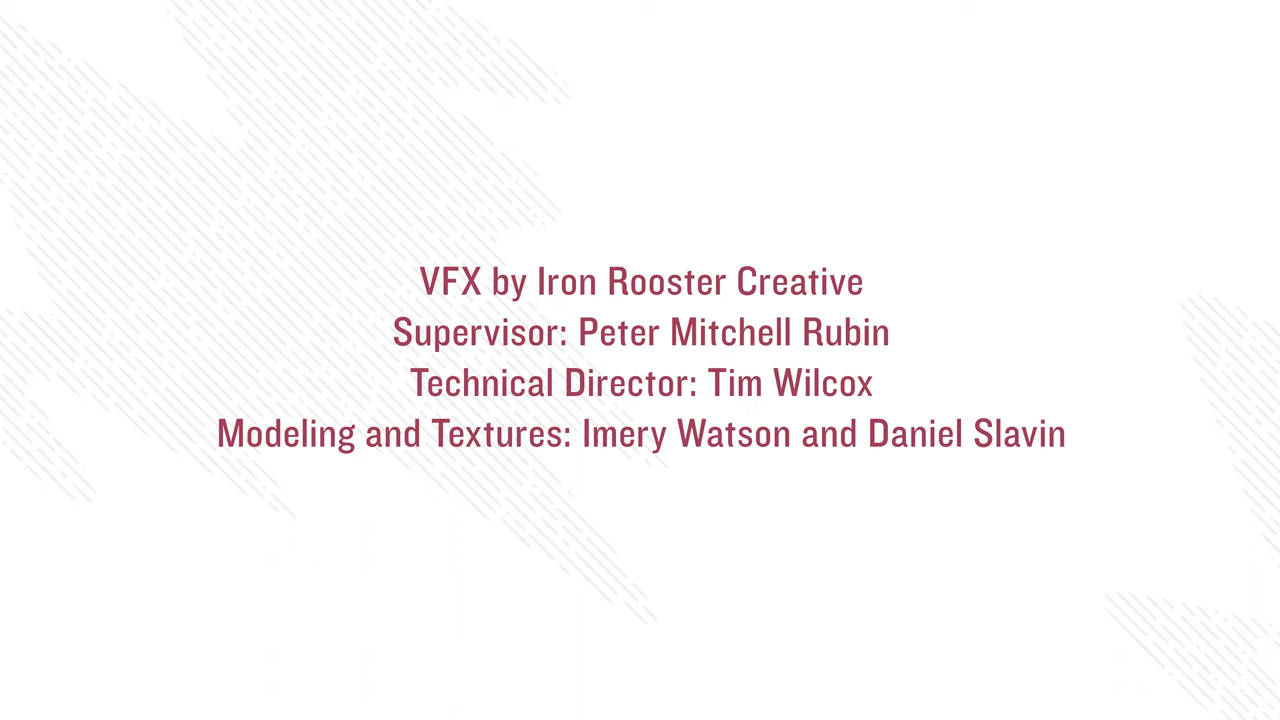 VFX by Iron Rooster Creative
Supervisor: Peter Mitchell Rubin
Technical Director: Tim Wilcox
Modeling and Textures: Imery Watson and Daniel Slavin